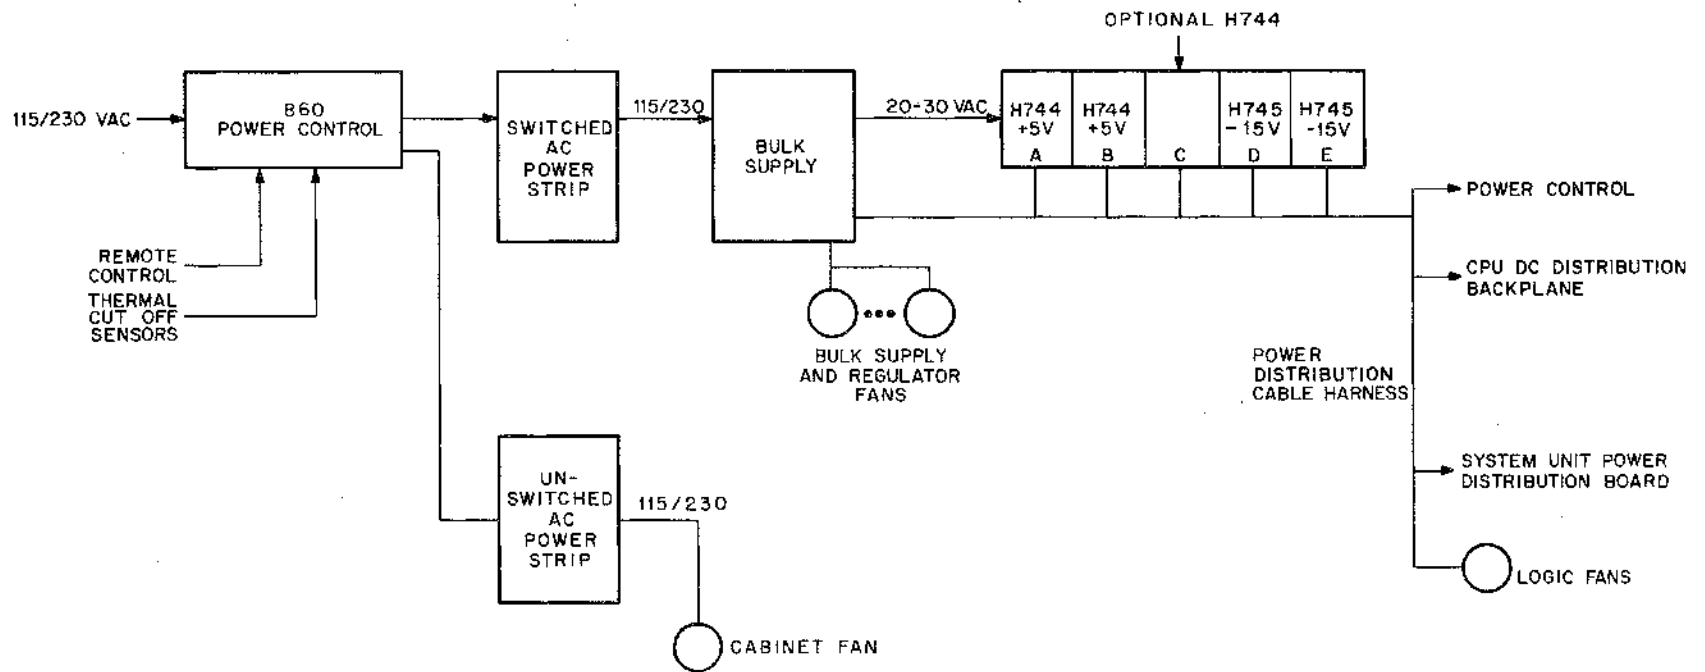 OPTIONAL H744
115/230 VAC
860
POWER CONTROL
SWITCHED
AC
POWER
STRIP
115/230
BULK
SUPPLY
20-30 VAC
H744
+5V
A
H744
+5V
B
C
H745
-15V
D
H745
-15V
E
POWER CONTROL
REMOTE
CONTROL
THERMAL
CUT OFF
SENSORS
CPU DC DISTRIBUTION
BACKPLANE
BULK SUPPLY
AND REGULATOR
FANS
POWER
DISTRIBUTION
CABLE HARNESS
UN-
SWITCHED
AC
POWER
STRIP
115/230
SYSTEM UNIT POWER
DISTRIBUTION BOARD
LOGIC FANS
CABINET FAN